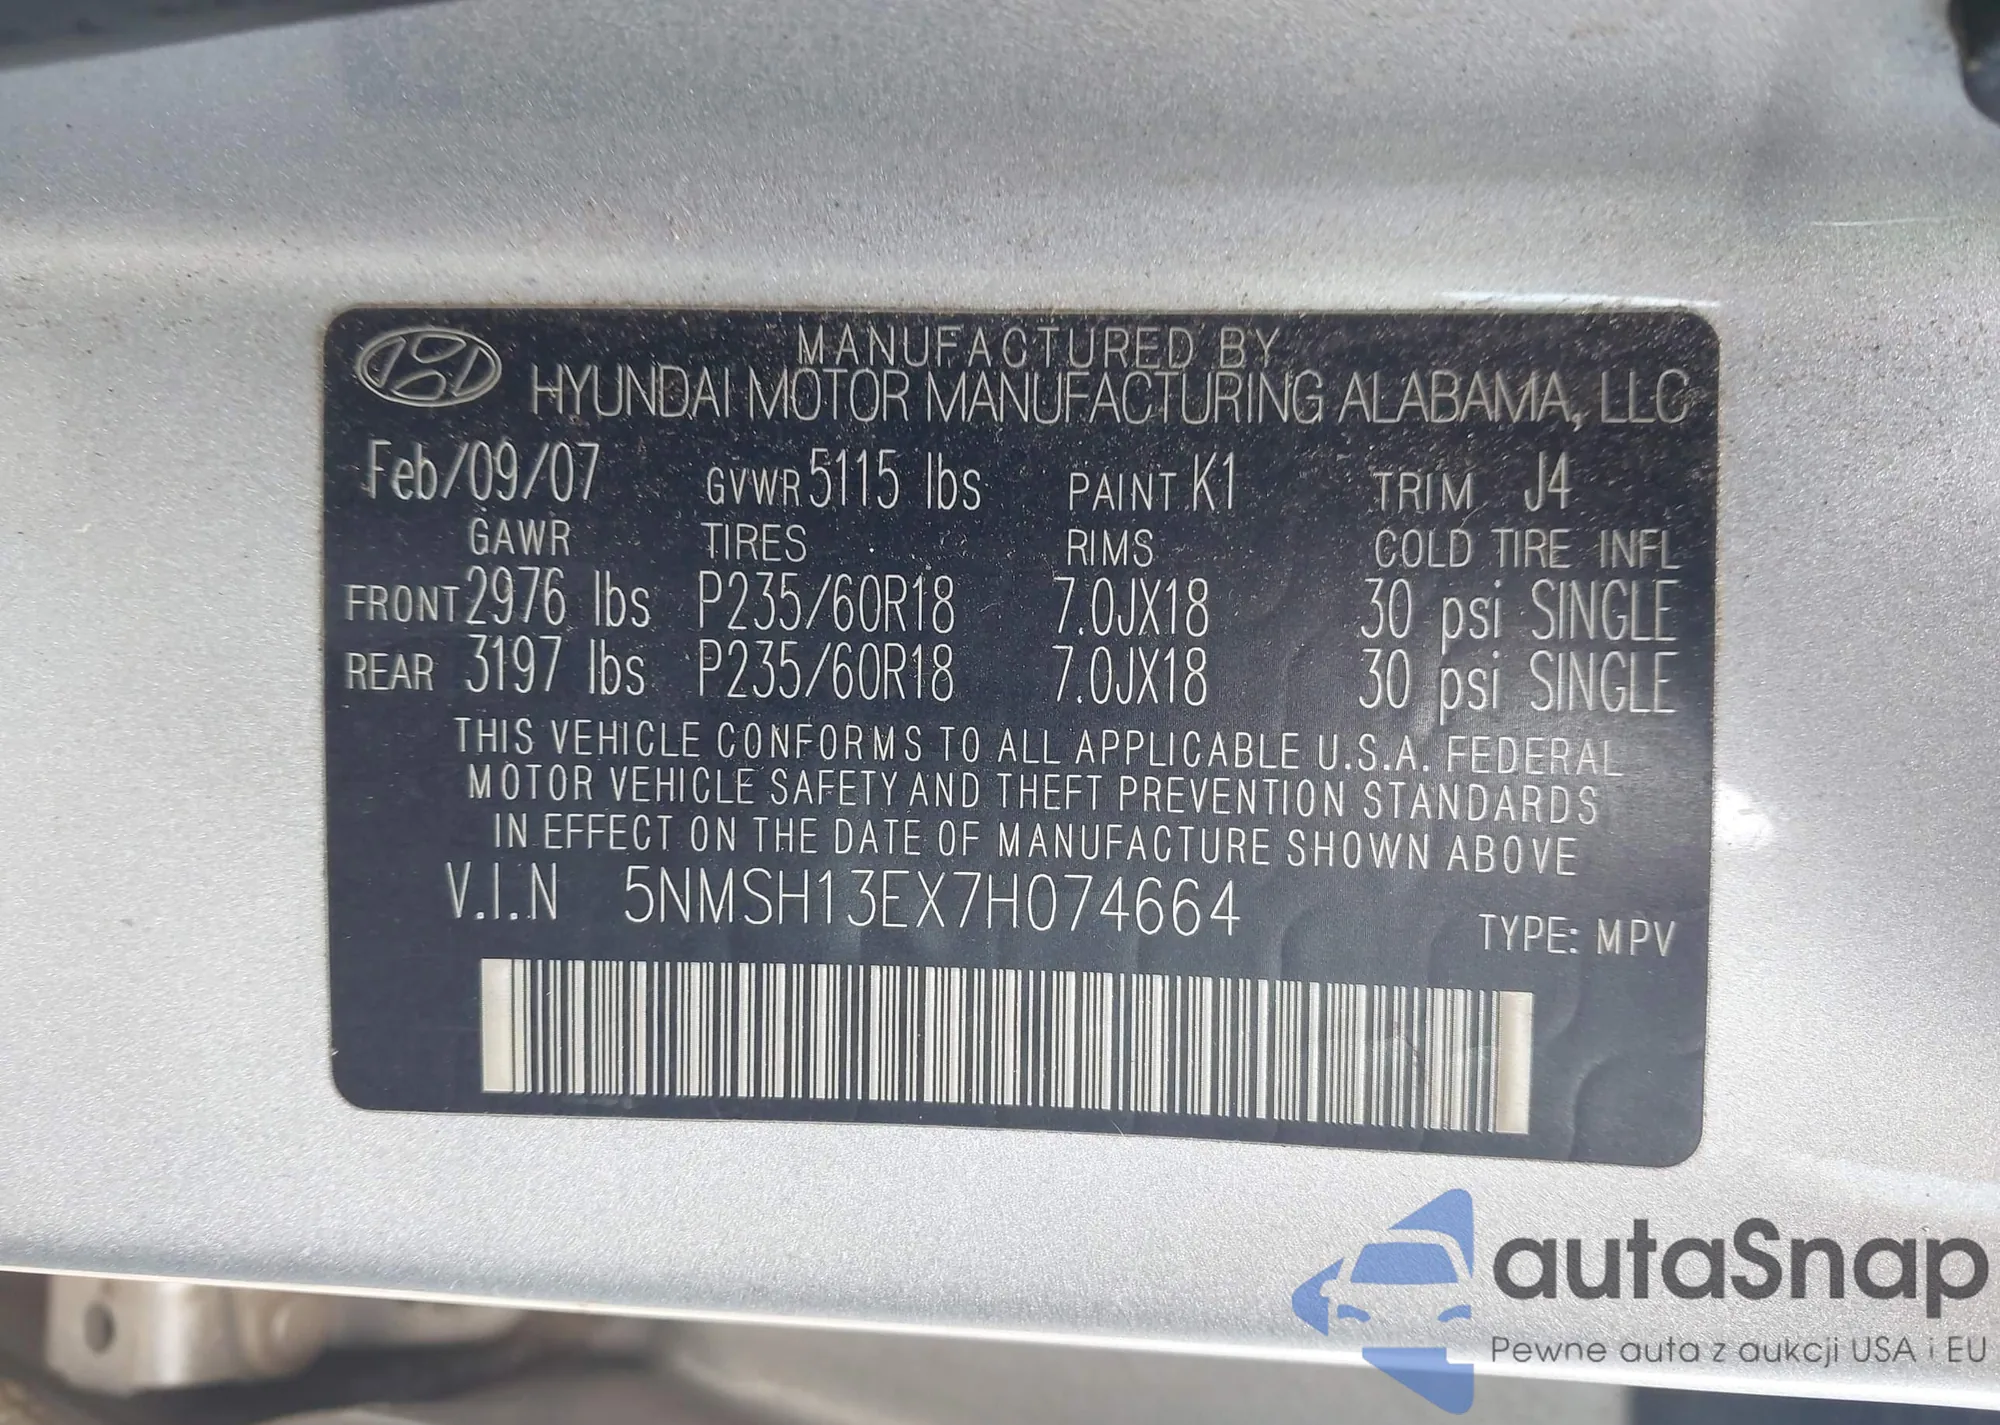 MANUFACTURED BY
HYUNDAI MOTOR MANUFACTURING ALABAMA, LLC
Feb/09/07 GVWR 5115 lbs PAINT K1 TRIM J4
GAWR TIRES RIMS COLD TIRE INFL
FRONT 2976 lbs P235/60R18 7.0JX18 30 psi SINGLE
REAR 3197 lbs P235/60R18 7.0JX18 30 psi SINGLE
THIS VEHICLE CONFORMS TO ALL APPLICABLE U.S.A. FEDERAL
MOTOR VEHICLE SAFETY AND THEFT PREVENTION STANDARDS
IN EFFECT ON THE DATE OF MANUFACTURE SHOWN ABOVE
V.I.N 5NMSH13EX7H074664
TYPE: MPV
autaSnap
Pewne auta z aukcji USA i EU